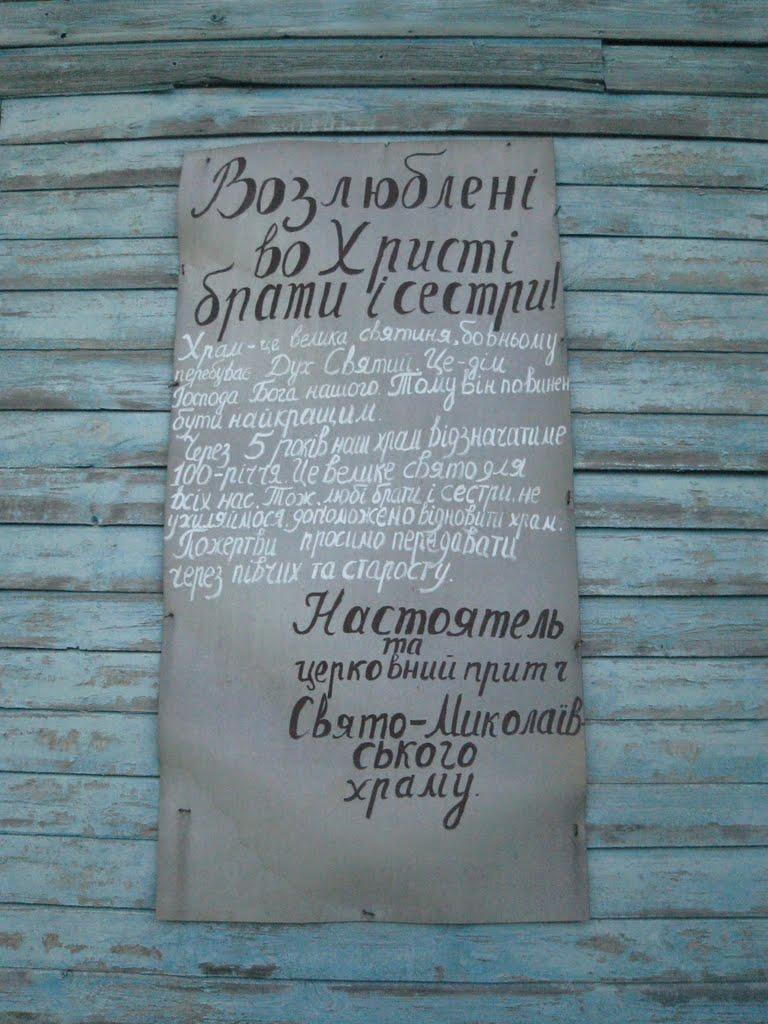 Возлюблені
во Христі
брати і сестри!
Храм-це велика святиня, бо в ньому
перебуває Дух Святий. Це-дім
Господа Бога нашого. Тому він повинен
бути найкращим.
Через 5 років наш храм відзначатиме
100-річчя. Це велике свято для
всіх нас. Тож, любі брати і сестри, не
ухиляймося, допоможемо відновити храм.
Пожертви просимо передавати
через півчих та старосту.
Настоятель
та
церковний притч
Свято-Миколаїв-
ського
храму.